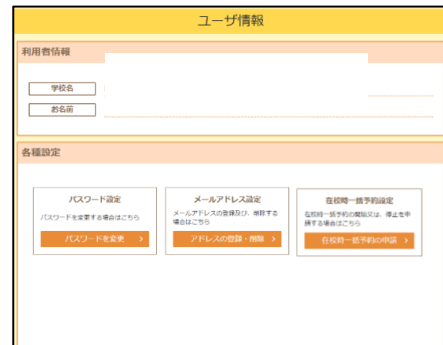 ユーザ情報
利用者情報
学校名
お名前
各種設定
パスワード設定
パスワードを変更する場合はこちら
パスワードを変更 >
メールアドレス設定
メールアドレスの登録及び、削除する
場合はこちら
アドレスの登録・削除 >
在校時一括予約設定
在校時一括予約の開始又は、停止を申
請する場合はこちら
在校時一括予約の申請 >